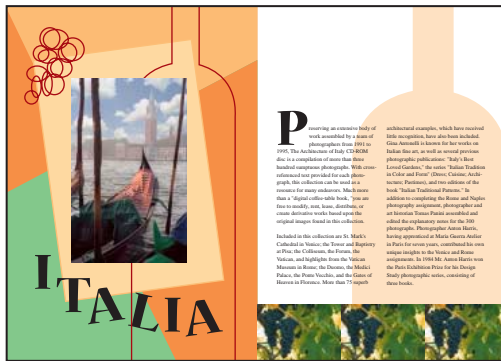 ITALIA
Preserving an extensive body of
work assembled by a team of
photographers from 1991 to
1995, The Architecture of Italy CD-ROM
disc is a compilation of more than three
hundred sumptuous photographs. With cross-
referenced text provided for each photo-
graph, this collection can be used as a
resource for many endeavors. Much more
than a "digital coffee-table book, "you are
free to modify, rent, lease, distribute, or
create derivative works based upon the
original images found in this collection.
Included in this collection are St. Mark's
Cathedral in Venice; the Tower and Baptistry
at Pisa; the Colliseum, the Forum, the
Vatican, and highlights from the Vatican
Museum in Rome; the Duomo, the Medici
Palace, the Ponte Vecchio, and the Gates of
Heaven in Florence. More than 75 superb
architectural examples, which have received
little recognition, have also been included.
Gina Antonelli is known for her works on
Italian fine art, as well as several previous
photographic publications: "Italy's Best
Loved Gardens," the series "Italian Tradition
in Color and Form" (Dress; Cuisine; Archi-
tecture; Pastimes), and two editions of the
book "Italian Traditional Patterns." In
addition to completing the Rome and Naples
photography assignment, photographer and
art historian Tomas Panini assembled and
edited the explanatory notes for the 300
photographs. Photographer Anton Harris,
having apprenticed at Maria Guerra Atelier
in Paris for seven years, contributed his own
unique insights to the Venice and Rome
assignments. In 1984 Mr. Anton Harris won
the Paris Exhibition Prize for his Design
Study photographic series, consisting of
three books.